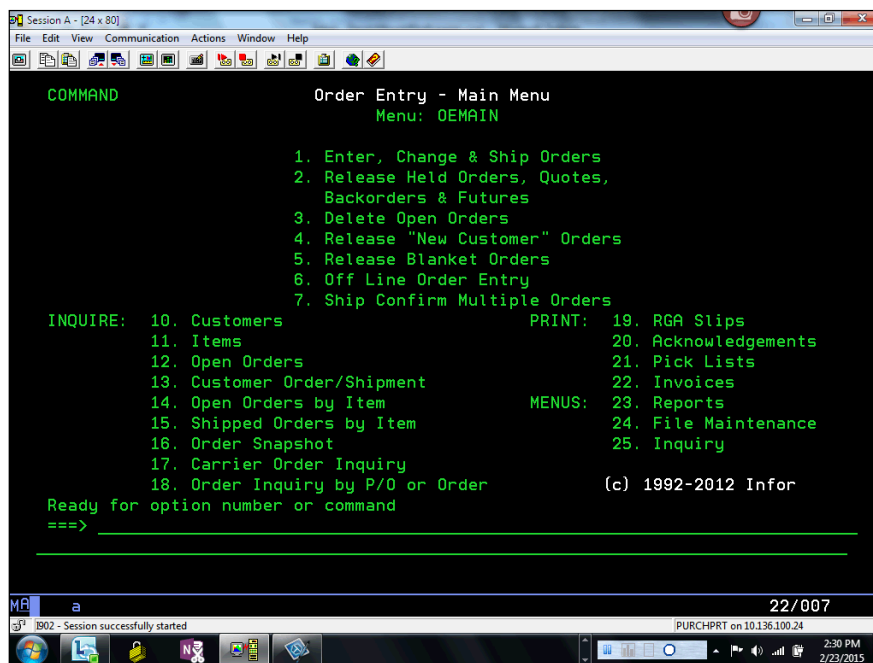 Session A - [24 x 80]
File Edit View Communication Actions Window Help
COMMAND Order Entry - Main Menu
Menu: OEMAIN
1. Enter, Change & Ship Orders
2. Release Held Orders, Quotes,
Backorders & Futures
3. Delete Open Orders
4. Release "New Customer" Orders
5. Release Blanket Orders
6. Off Line Order Entry
7. Ship Confirm Multiple Orders
INQUIRE: 10. Customers PRINT: 19. RGA Slips
11. Items 20. Acknowledgements
12. Open Orders 21. Pick Lists
13. Customer Order/Shipment 22. Invoices
14. Open Orders by Item MENUS: 23. Reports
15. Shipped Orders by Item 24. File Maintenance
16. Order Snapshot 25. Inquiry
17. Carrier Order Inquiry
18. Order Inquiry by P/O or Order (c) 1992-2012 Infor
Ready for option number or command
===>
MA a 22/007
I902 - Session successfully started PURCHPRT on 10.136.100.24
2:30 PM
2/23/2015